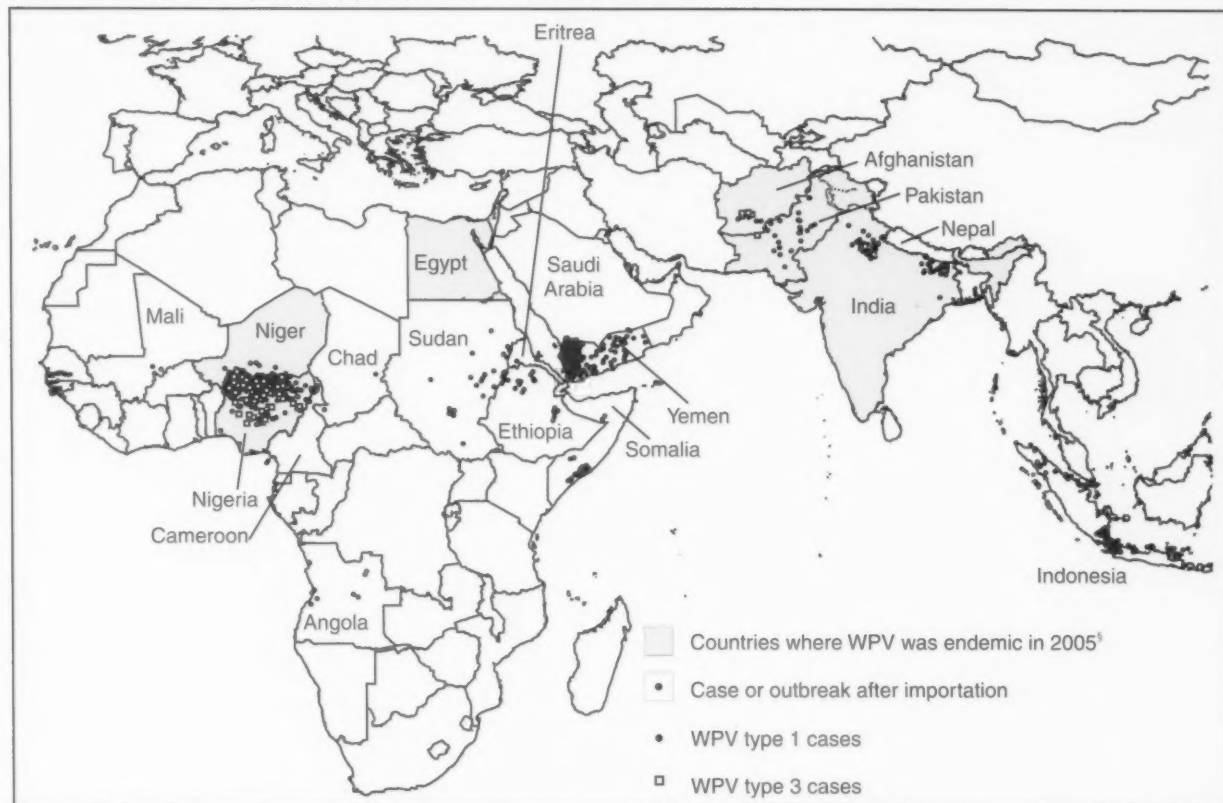 Eritrea
Afghanistan
Pakistan
Nepal
Egypt
Saudi
Arabia
India
Mali
Niger
Chad
Sudan
Yemen
Ethiopia
Somalia
Nigeria
Cameroon
Indonesia
Angola
Countries where WPV was endemic in 2005§
Case or outbreak after importation
WPV type 1 cases
WPV type 3 cases